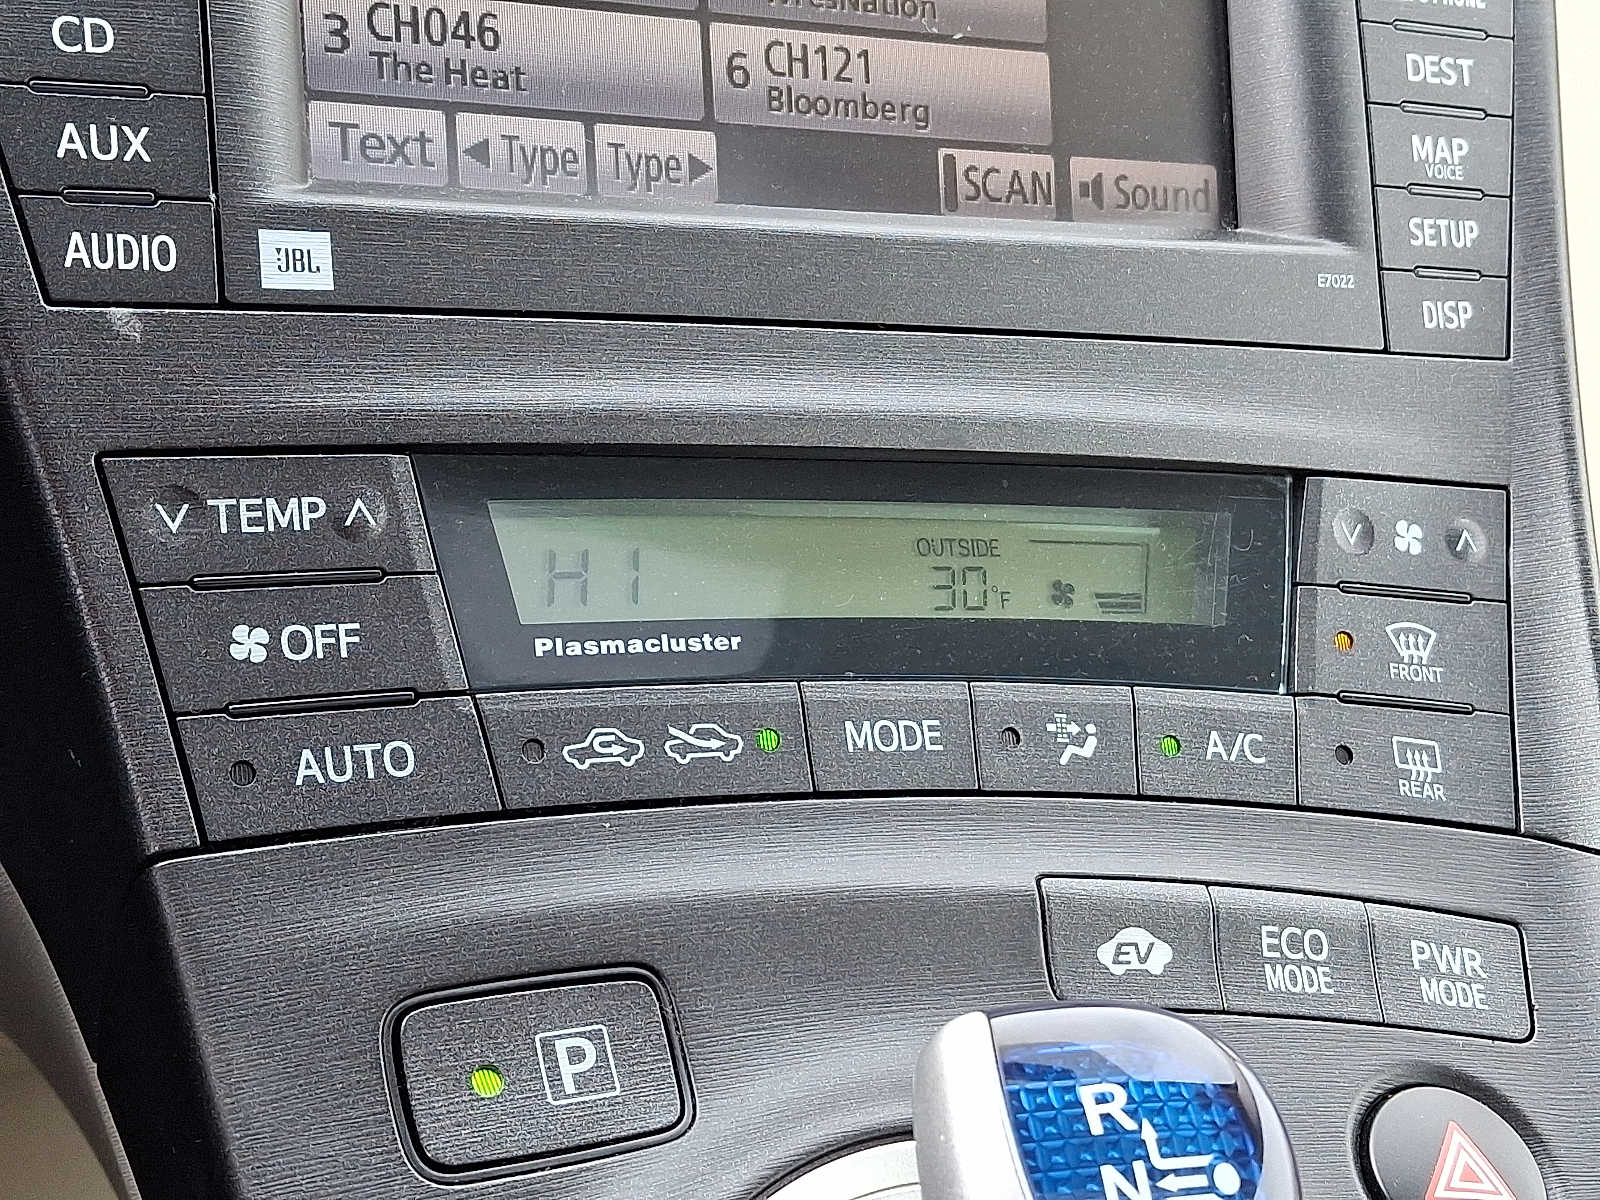 CD
AUX
AUDIO
3 CH046
The Heat
6 CH121
Bloomberg
Text
◀Type
Type▶
SCAN
Sound
JBL
E7022
DEST
MAP
VOICE
SETUP
DISP
∨ TEMP ∧
OFF
AUTO
HI
OUTSIDE
30°F
Plasmacluster
MODE
A/C
FRONT
REAR
EV
ECO
MODE
PWR
MODE
P
R
N